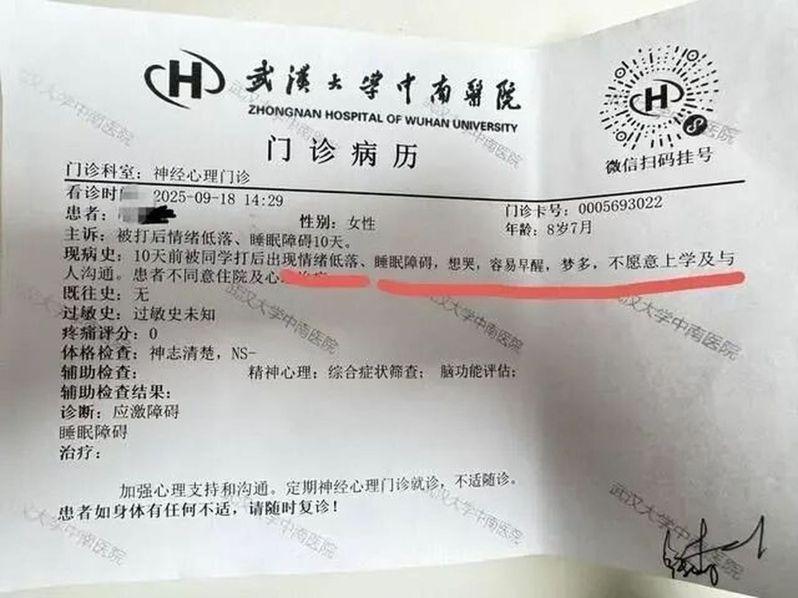 武漢大学中南醫院
ZHONGNAN HOSPITAL OF WUHAN UNIVERSITY
微信扫码挂号
门诊病历
门诊科室：神经心理门诊
看诊时 2025-09-18 14:29
门诊卡号：0005693022
患者：
性别：女性
年龄：8岁7月
主诉：被打后情绪低落、睡眠障碍10天。
现病史：10天前被同学打后出现情绪低落、睡眠障碍，想哭，容易早醒，梦多，不愿意上学及与
人沟通。患者不同意住院及心
既往史：无
过敏史：过敏史未知
疼痛评分：0
体格检查：神志清楚，NS-
辅助检查： 精神心理：综合症状筛查； 脑功能评估；
辅助检查结果：
诊断：应激障碍
睡眠障碍
治疗：
加强心理支持和沟通。定期神经心理门诊就诊，不适随诊。
患者如身体有任何不适，请随时复诊！
武汉大学中南医院